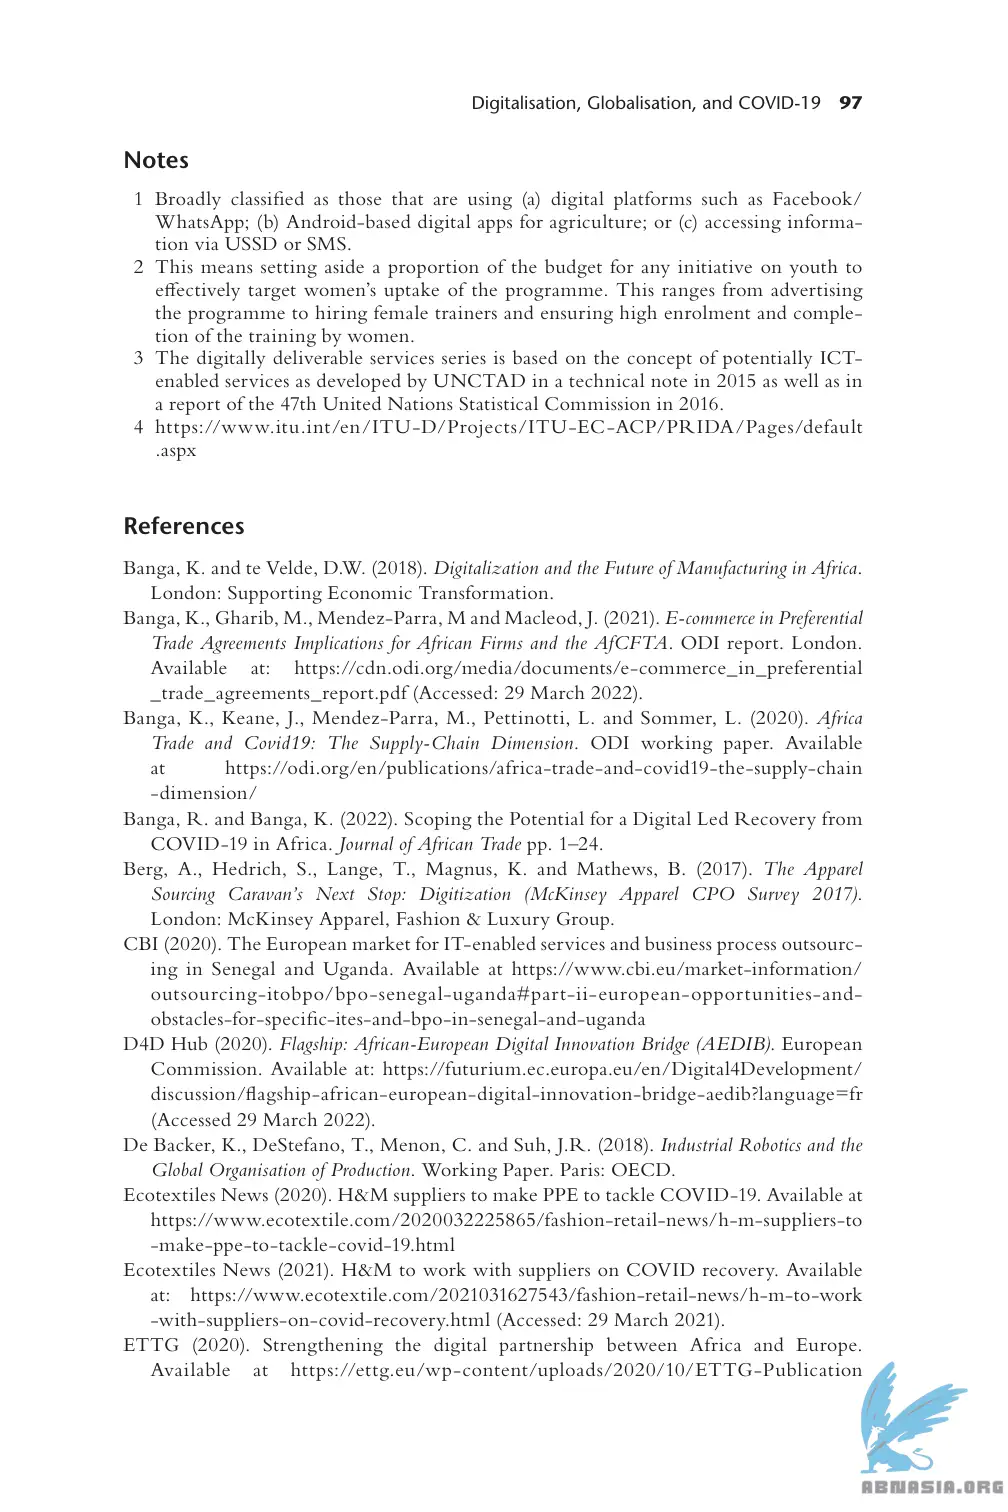 Digitalisation, Globalisation, and COVID-19 97
Notes
1 Broadly classified as those that are using (a) digital platforms such as Facebook/
WhatsApp; (b) Android-based digital apps for agriculture; or (c) accessing informa-
tion via USSD or SMS.
2 This means setting aside a proportion of the budget for any initiative on youth to
effectively target women's uptake of the programme. This ranges from advertising
the programme to hiring female trainers and ensuring high enrolment and comple-
tion of the training by women.
3 The digitally deliverable services series is based on the concept of potentially ICT-
enabled services as developed by UNCTAD in a technical note in 2015 as well as in
a report of the 47th United Nations Statistical Commission in 2016.
4 https://www.itu.int/en/ITU-D/Projects/ITU-EC-ACP/PRIDA/Pages/default
.aspx
References
Banga, K. and te Velde, D.W. (2018). Digitalization and the Future of Manufacturing in Africa.
London: Supporting Economic Transformation.
Banga, K., Gharib, M., Mendez-Parra, M and Macleod, J. (2021). E-commerce in Preferential
Trade Agreements Implications for African Firms and the AfCFTA. ODI report. London.
Available at: https://cdn.odi.org/media/documents/e-commerce_in_preferential
_trade_agreements_report.pdf (Accessed: 29 March 2022).
Banga, K., Keane, J., Mendez-Parra, M., Pettinotti, L. and Sommer, L. (2020). Africa
Trade and Covid19: The Supply-Chain Dimension. ODI working paper. Available
at https://odi.org/en/publications/africa-trade-and-covid19-the-supply-chain
-dimension/
Banga, R. and Banga, K. (2022). Scoping the Potential for a Digital Led Recovery from
COVID-19 in Africa. Journal of African Trade pp. 1–24.
Berg, A., Hedrich, S., Lange, T., Magnus, K. and Mathews, B. (2017). The Apparel
Sourcing Caravan's Next Stop: Digitization (McKinsey Apparel CPO Survey 2017).
London: McKinsey Apparel, Fashion & Luxury Group.
CBI (2020). The European market for IT-enabled services and business process outsourc-
ing in Senegal and Uganda. Available at https://www.cbi.eu/market-information/
outsourcing-itobpo/bpo-senegal-uganda#part-ii-european-opportunities-and-
obstacles-for-specific-ites-and-bpo-in-senegal-and-uganda
D4D Hub (2020). Flagship: African-European Digital Innovation Bridge (AEDIB). European
Commission. Available at: https://futurium.ec.europa.eu/en/Digital4Development/
discussion/flagship-african-european-digital-innovation-bridge-aedib?language=fr
(Accessed 29 March 2022).
De Backer, K., DeStefano, T., Menon, C. and Suh, J.R. (2018). Industrial Robotics and the
Global Organisation of Production. Working Paper. Paris: OECD.
Ecotextiles News (2020). H&M suppliers to make PPE to tackle COVID-19. Available at
https://www.ecotextile.com/2020032225865/fashion-retail-news/h-m-suppliers-to
-make-ppe-to-tackle-covid-19.html
Ecotextiles News (2021). H&M to work with suppliers on COVID recovery. Available
at: https://www.ecotextile.com/2021031627543/fashion-retail-news/h-m-to-work
-with-suppliers-on-covid-recovery.html (Accessed: 29 March 2021).
ETTG (2020). Strengthening the digital partnership between Africa and Europe.
Available at https://ettg.eu/wp-content/uploads/2020/10/ETTG-Publication
ABNASIA.ORG